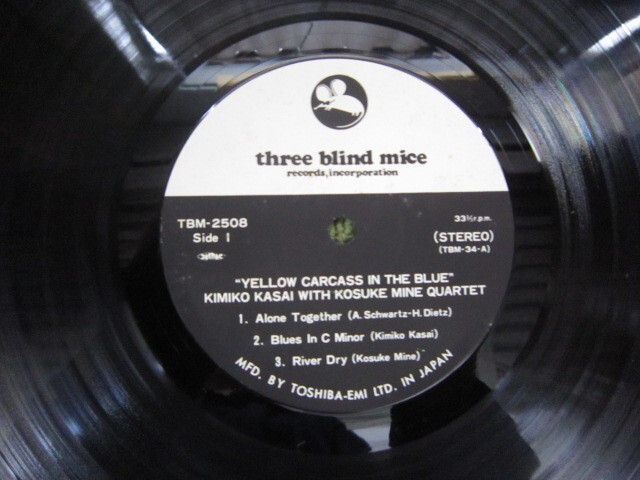 three blind mice
records, incorporation
TBM-2508
Side 1
33⅓r.p.m.
(STEREO)
(TBM-34-A)
"YELLOW CARCASS IN THE BLUE"
KIMIKO KASAI WITH KOSUKE MINE QUARTET
1. Alone Together (A. Schwartz-H. Dietz)
2. Blues In C Minor (Kimiko Kasai)
3. River Dry (Kosuke Mine)
MFD. BY TOSHIBA-EMI LTD. IN JAPAN